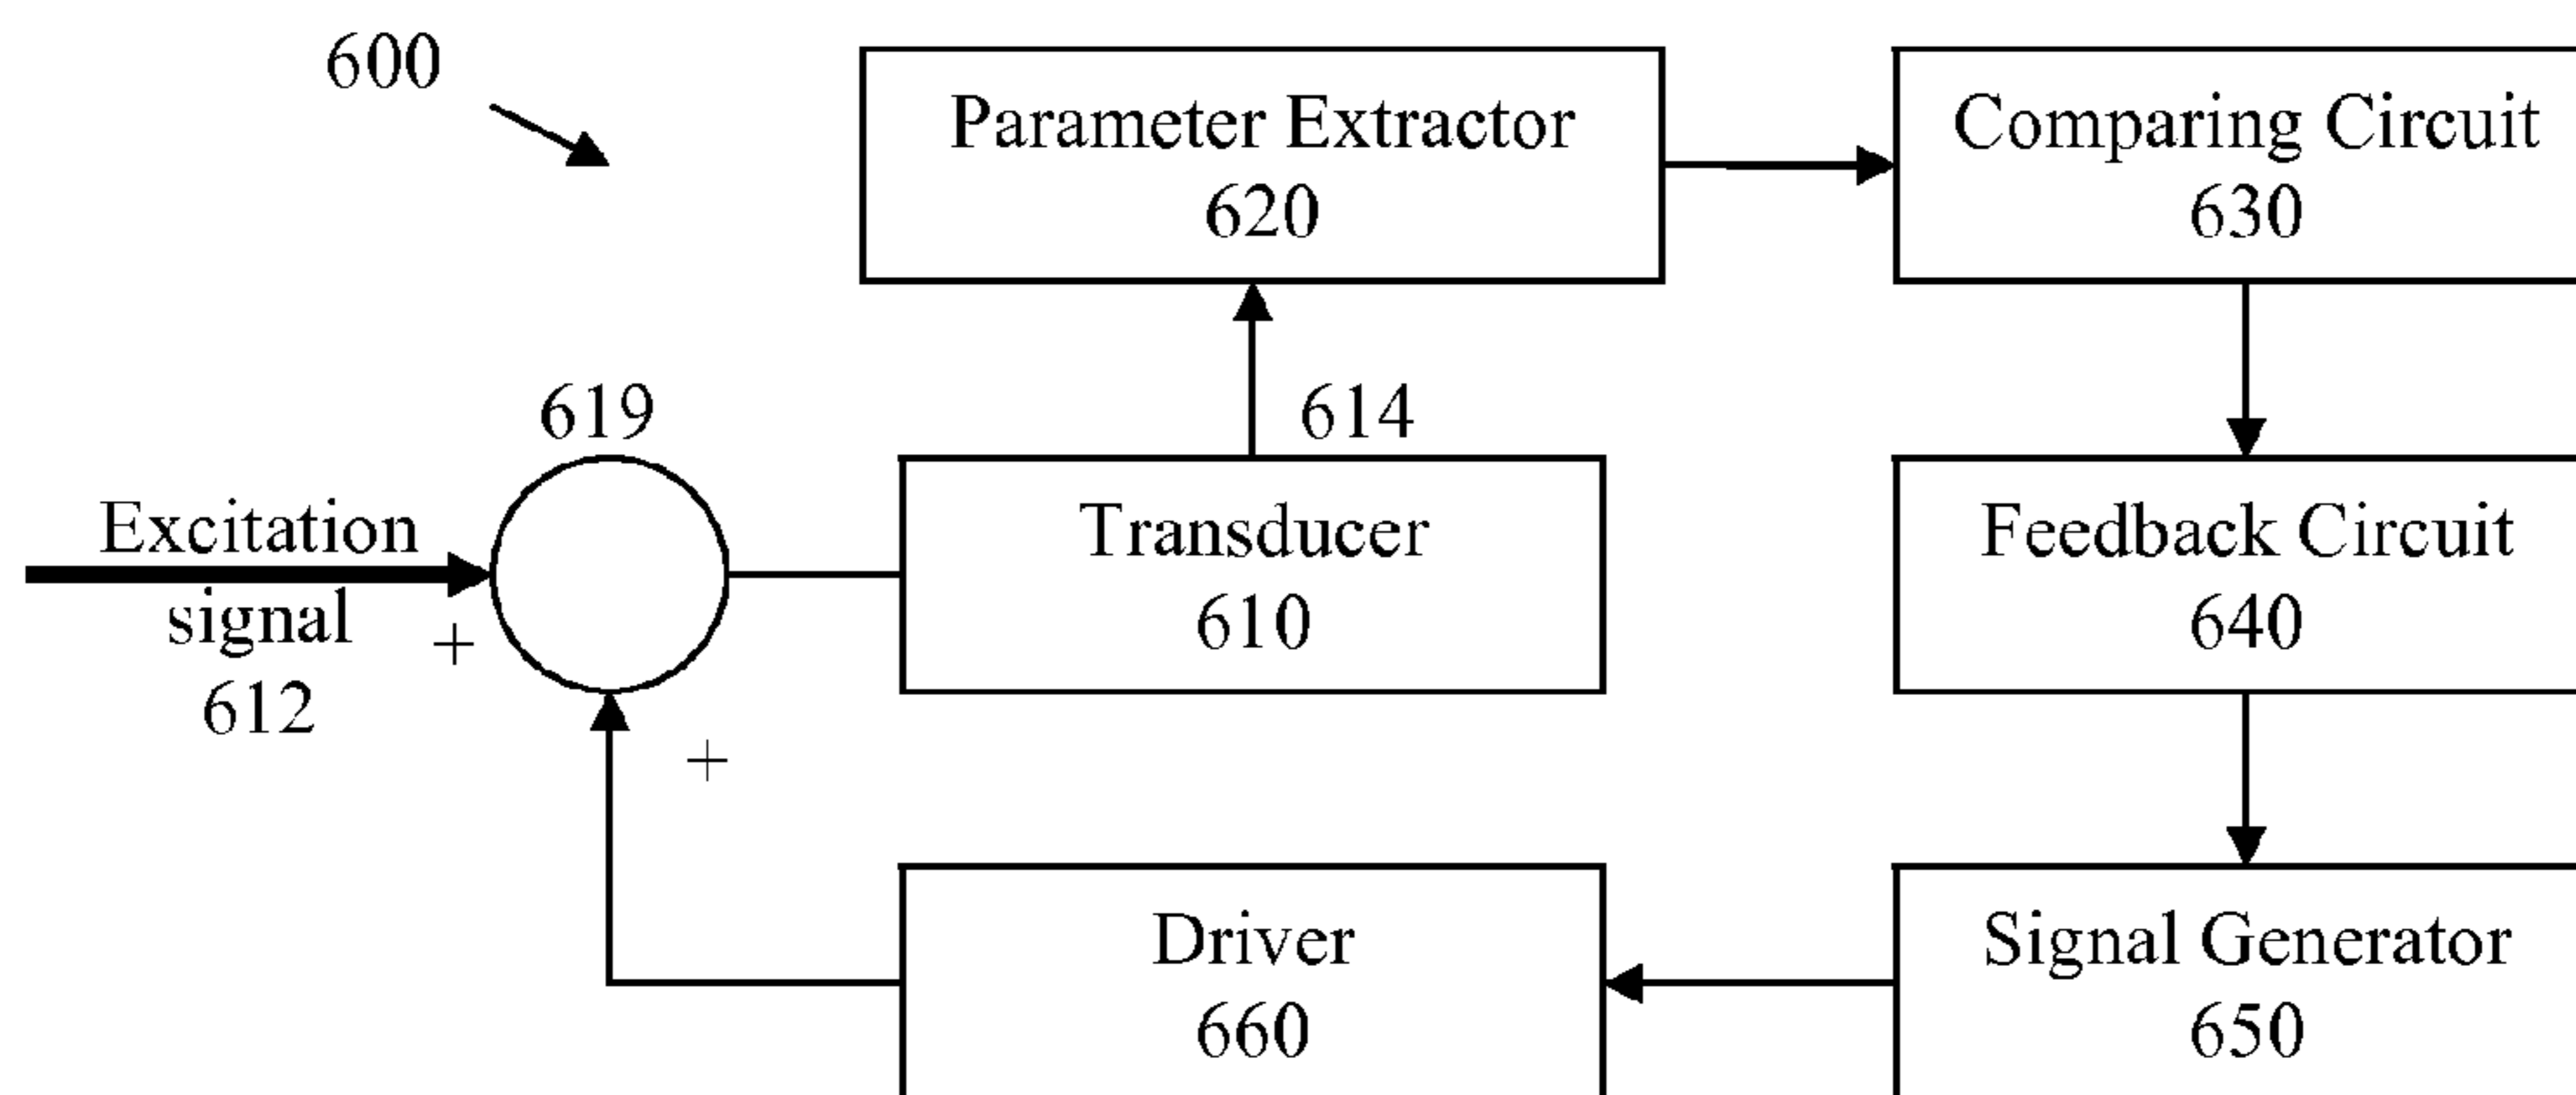 600
Parameter Extractor
620
Comparing Circuit
630
619
614
Excitation
signal
612
+
Transducer
610
Feedback Circuit
640
+
Driver
660
Signal Generator
650